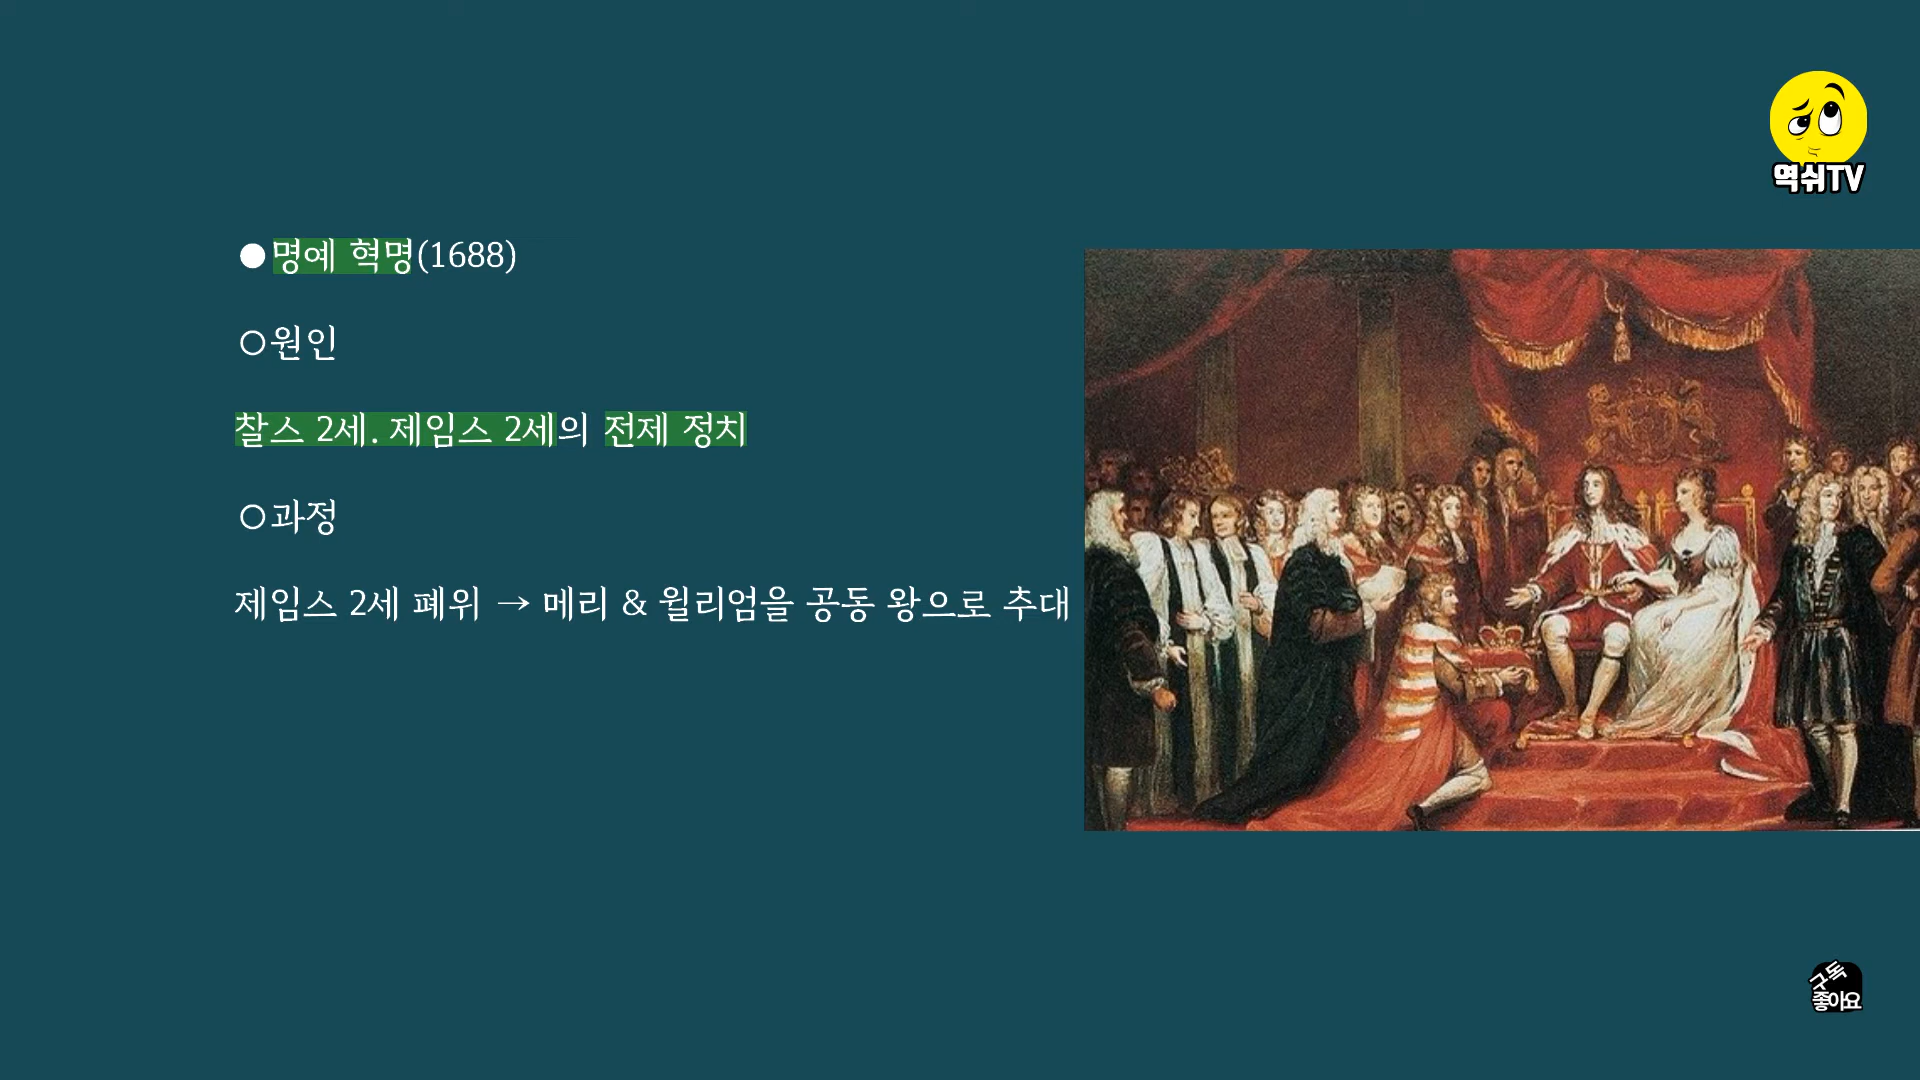 역쉬TV
●명예 혁명(1688)
○원인
찰스 2세. 제임스 2세의 전제 정치
○과정
제임스 2세 폐위 → 메리 & 윌리엄을 공동 왕으로 추대
구독
좋아요